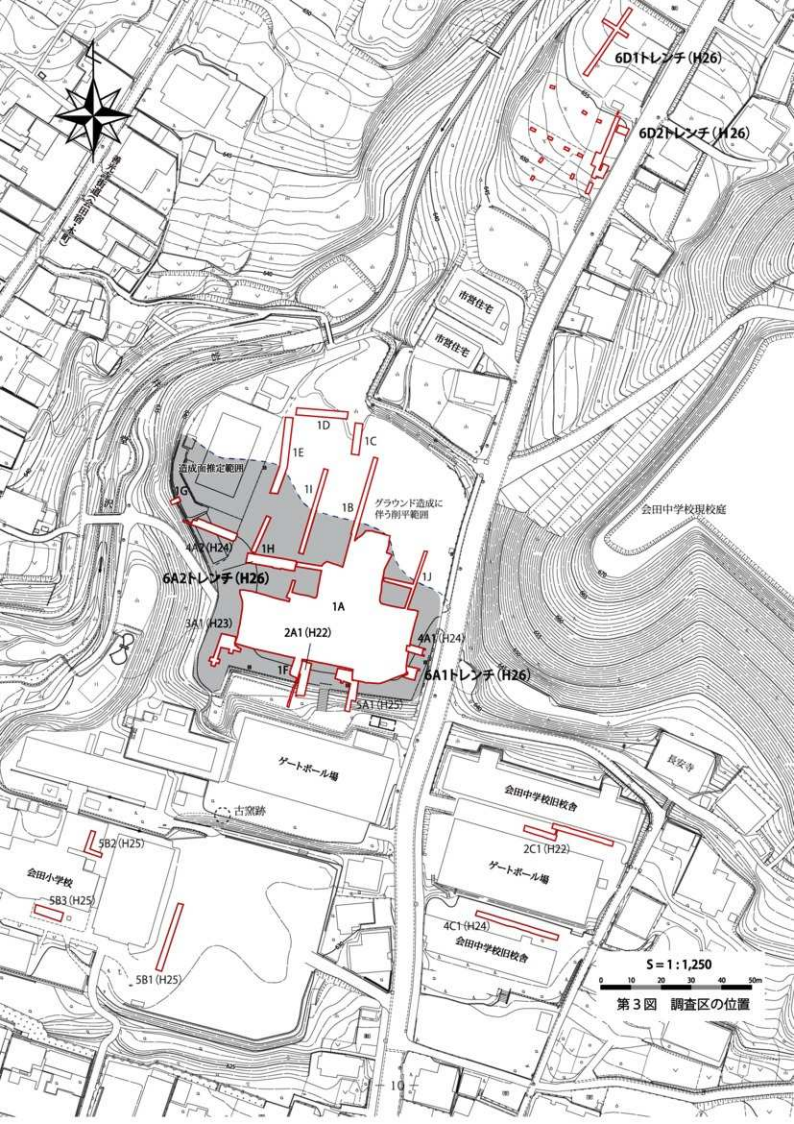 6D1トレンチ(H26)
6D2トレンチ(H26)
市営住宅
市営住宅
1D
1C
1E
造成面推定範囲
1I
1B
グラウンド造成に
伴う削平範囲
会田中学校現校庭
1G
4A2(H24)
1H
6A2トレンチ(H26)
1J
1A
3A1(H23)
2A1(H22)
4A1(H24)
1F
6A1トレンチ(H26)
5A1(H25)
ゲートボール場
長安寺
会田中学校旧校舎
古窯跡
5B2(H25)
2C1(H22)
会田小学校
ゲートボール場
5B3(H25)
4C1(H24)
会田中学校旧校舎
5B1(H25)
S=1:1,250
0 10 20 30 40 50m
第3図 調査区の位置
10